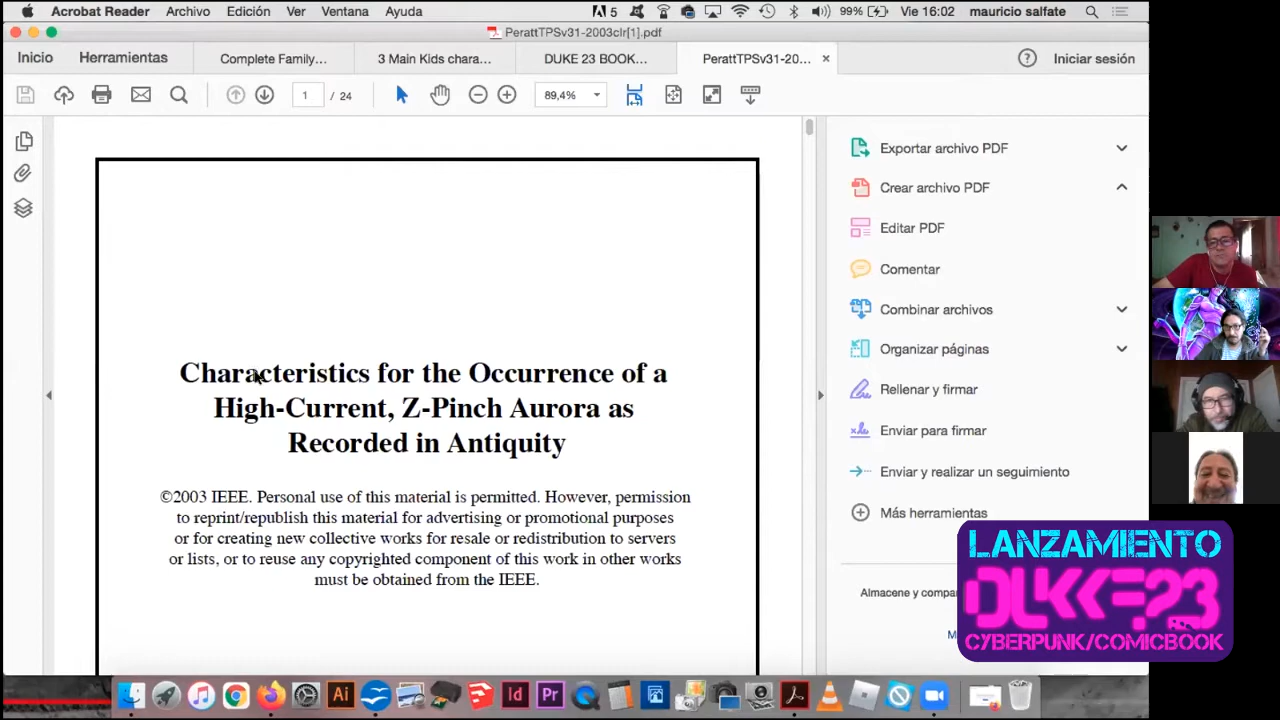 Acrobat Reader Archivo Edición Ver Ventana Ayuda 5 99% Vie 16:02 mauricio salfate
PerattTPSv31-2003clr[1].pdf
Inicio Herramientas Complete Family... 3 Main Kids chara... DUKE 23 BOOK... PerattTPSv31-20... × ? Iniciar sesión
1 / 24 89,4%
Characteristics for the Occurrence of a
High-Current, Z-Pinch Aurora as
Recorded in Antiquity
©2003 IEEE. Personal use of this material is permitted. However, permission
to reprint/republish this material for advertising or promotional purposes
or for creating new collective works for resale or redistribution to servers
or lists, or to reuse any copyrighted component of this work in other works
must be obtained from the IEEE.
Exportar archivo PDF
Crear archivo PDF
Editar PDF
Comentar
Combinar archivos
Organizar páginas
Rellenar y firmar
Enviar para firmar
Enviar y realizar un seguimiento
Más herramientas
Almacene y compar
LANZAMIENTO
DUKE23
CYBERPUNK/COMICBOOK
Ai Id Pr